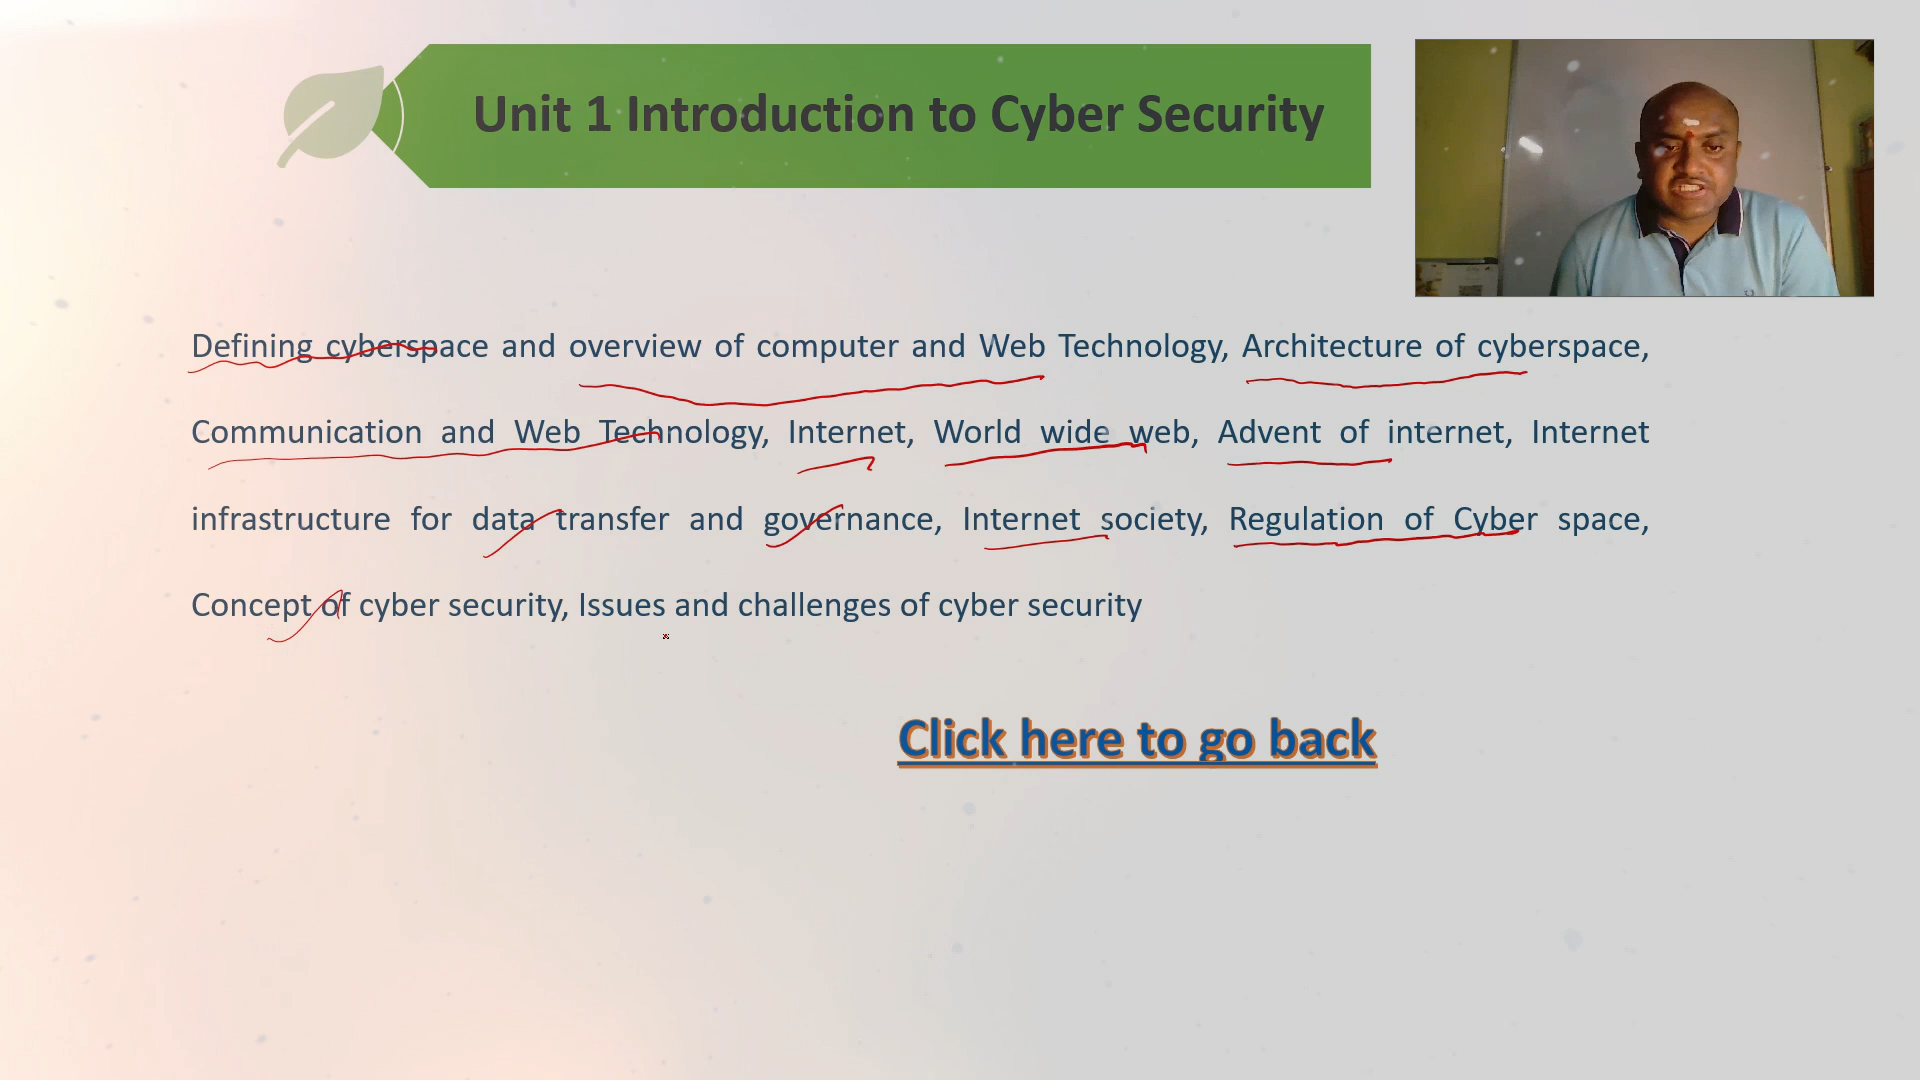 Unit 1 Introduction to Cyber Security
Defining cyberspace and overview of computer and Web Technology, Architecture of cyberspace,
Communication and Web Technology, Internet, World wide web, Advent of internet, Internet
infrastructure for data transfer and governance, Internet society, Regulation of Cyber space,
Concept of cyber security, Issues and challenges of cyber security
Click here to go back